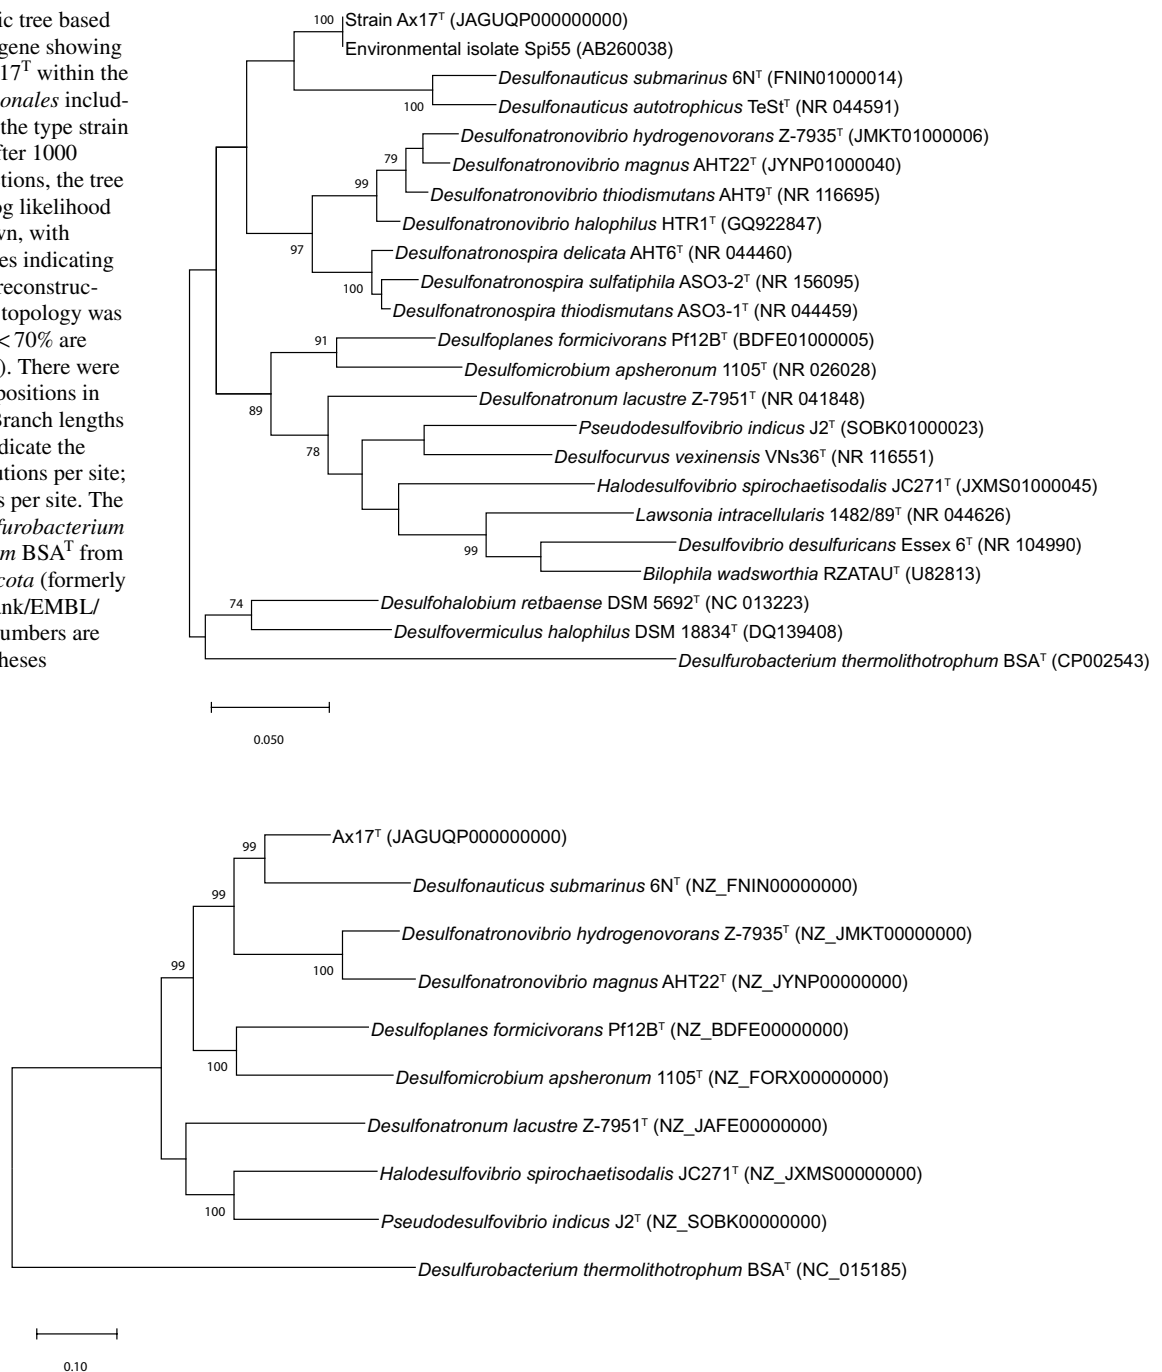 ic tree based
gene showing
17ᵀ within the
onales includ-
the type strain
fter 1000
tions, the tree
og likelihood
wn, with
es indicating
reconstruc-
topology was
< 70% are
). There were
positions in
Branch lengths
dicate the
utions per site;
s per site. The
furobacterium
m BSAᵀ from
cota (formerly
ank/EMBL/
umbers are
heses
100
Strain Ax17ᵀ (JAGUQP000000000)
Environmental isolate Spi55 (AB260038)
Desulfonauticus submarinus 6Nᵀ (FNIN01000014)
100
Desulfonauticus autotrophicus TeStᵀ (NR 044591)
Desulfonatronovibrio hydrogenovorans Z-7935ᵀ (JMKT01000006)
79
Desulfonatronovibrio magnus AHT22ᵀ (JYNP01000040)
99
Desulfonatronovibrio thiodismutans AHT9ᵀ (NR 116695)
Desulfonatronovibrio halophilus HTR1ᵀ (GQ922847)
97
Desulfonatronospira delicata AHT6ᵀ (NR 044460)
Desulfonatronospira sulfatiphila ASO3-2ᵀ (NR 156095)
100
Desulfonatronospira thiodismutans ASO3-1ᵀ (NR 044459)
91
Desulfoplanes formicivorans Pf12Bᵀ (BDFE01000005)
Desulfomicrobium apsheronum 1105ᵀ (NR 026028)
89
Desulfonatronum lacustre Z-7951ᵀ (NR 041848)
Pseudodesulfovibrio indicus J2ᵀ (SOBK01000023)
78
Desulfocurvus vexinensis VNs36ᵀ (NR 116551)
Halodesulfovibrio spirochaetisodalis JC271ᵀ (JXMS01000045)
Lawsonia intracellularis 1482/89ᵀ (NR 044626)
99
Desulfovibrio desulfuricans Essex 6ᵀ (NR 104990)
Bilophila wadsworthia RZATAUᵀ (U82813)
74
Desulfohalobium retbaense DSM 5692ᵀ (NC 013223)
Desulfovermiculus halophilus DSM 18834ᵀ (DQ139408)
Desulfurobacterium thermolithotrophum BSAᵀ (CP002543)
0.050
Ax17ᵀ (JAGUQP000000000)
99
Desulfonauticus submarinus 6Nᵀ (NZ_FNIN00000000)
99
Desulfonatronovibrio hydrogenovorans Z-7935ᵀ (NZ_JMKT00000000)
100
Desulfonatronovibrio magnus AHT22ᵀ (NZ_JYNP00000000)
99
Desulfoplanes formicivorans Pf12Bᵀ (NZ_BDFE00000000)
100
Desulfomicrobium apsheronum 1105ᵀ (NZ_FORX00000000)
Desulfonatronum lacustre Z-7951ᵀ (NZ_JAFE00000000)
Halodesulfovibrio spirochaetisodalis JC271ᵀ (NZ_JXMS00000000)
100
Pseudodesulfovibrio indicus J2ᵀ (NZ_SOBK00000000)
Desulfurobacterium thermolithotrophum BSAᵀ (NC_015185)
0.10